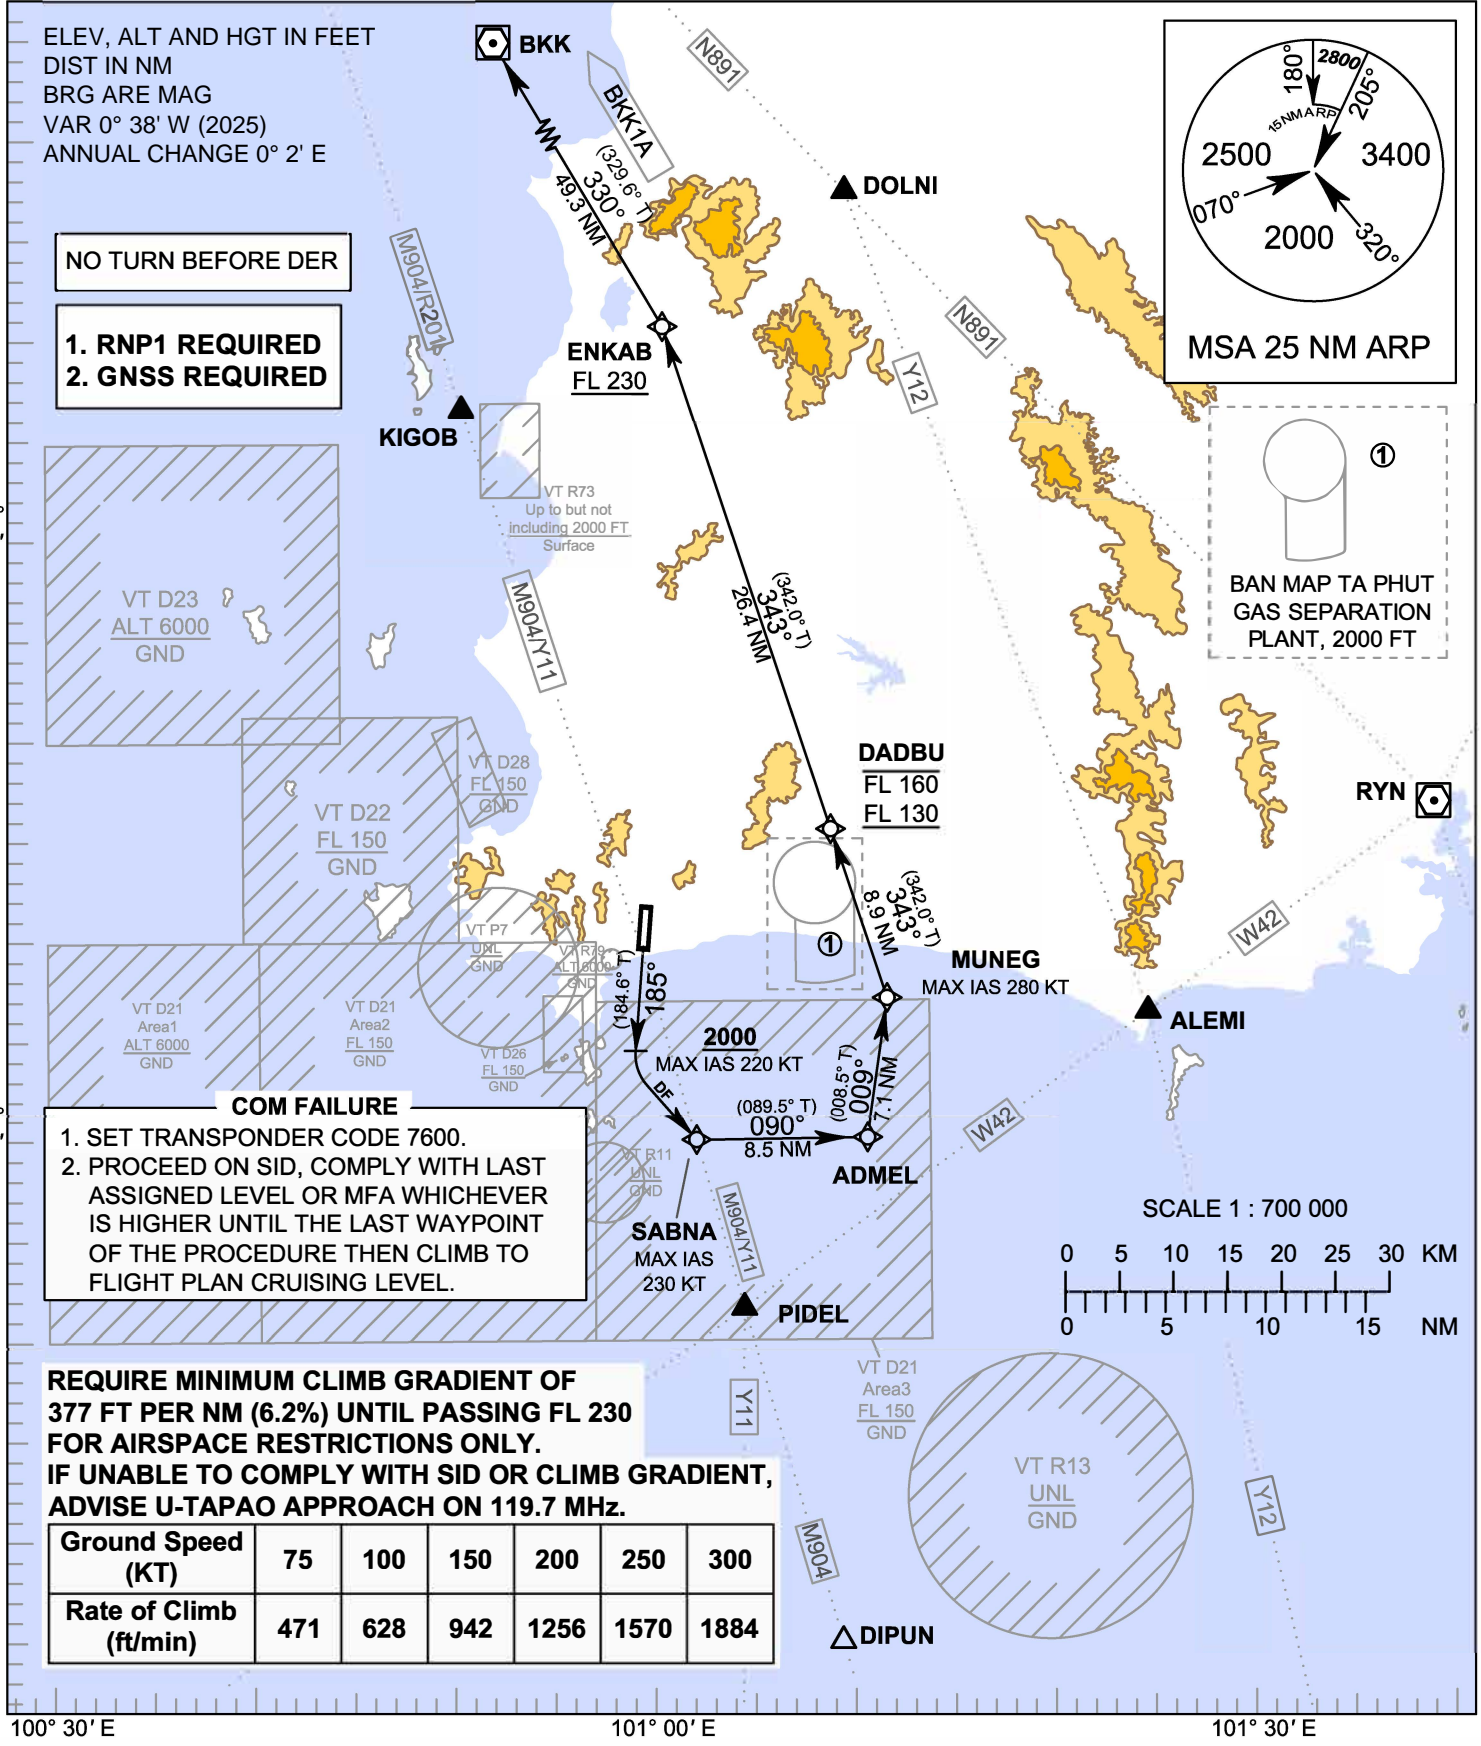 ELEV, ALT AND HGT IN FEET
DIST IN NM
BRG ARE MAG
VAR 0° 38' W (2025)
ANNUAL CHANGE 0° 2' E
NO TURN BEFORE DER
1. RNP1 REQUIRED
2. GNSS REQUIRED
BKK
BKK1A
N891
(329.6° T)
330°
49.3 NM
DOLNI
180°
2800
205°
15NM ARP
2500
3400
070°
2000
320°
MSA 25 NM ARP
M904/R201
ENKAB
FL 230
KIGOB
N891
Y12
①
BAN MAP TA PHUT
GAS SEPARATION
PLANT, 2000 FT
VT R73
Up to but not
including 2000 FT
Surface
VT D23
ALT 6000
GND
M904/Y11
(342.0° T)
343°
26.4 NM
VT D28
FL 150
GND
VT D22
FL 150
GND
DADBU
FL 160
FL 130
RYN
(342.0° T)
343°
8.9 NM
①
VT P7
UNL
GND
VT R79
ALT 6000
GND
W42
MUNEG
MAX IAS 280 KT
ALEMI
(184.6° T)
185°
VT D21
Area1
ALT 6000
GND
VT D21
Area2
FL 150
GND
VT D26
FL 150
GND
2000
MAX IAS 220 KT
DF
(089.5° T)
090°
8.5 NM
(008.5° T)
009°
7.1 NM
ADMEL
W42
COM FAILURE
1. SET TRANSPONDER CODE 7600.
2. PROCEED ON SID, COMPLY WITH LAST
ASSIGNED LEVEL OR MFA WHICHEVER
IS HIGHER UNTIL THE LAST WAYPOINT
OF THE PROCEDURE THEN CLIMB TO
FLIGHT PLAN CRUISING LEVEL.
VT R11
UNL
GND
SABNA
MAX IAS
230 KT
M904/Y11
PIDEL
SCALE 1 : 700 000
0 5 10 15 20 25 30 KM
0 5 10 15 NM
REQUIRE MINIMUM CLIMB GRADIENT OF
377 FT PER NM (6.2%) UNTIL PASSING FL 230
FOR AIRSPACE RESTRICTIONS ONLY.
IF UNABLE TO COMPLY WITH SID OR CLIMB GRADIENT,
ADVISE U-TAPAO APPROACH ON 119.7 MHz.
Ground Speed
(KT)
75 100 150 200 250 300
Rate of Climb
(ft/min)
471 628 942 1256 1570 1884
Y11
VT D21
Area3
FL 150
GND
VT R13
UNL
GND
Y12
M904
DIPUN
100° 30' E
101° 00' E
101° 30' E